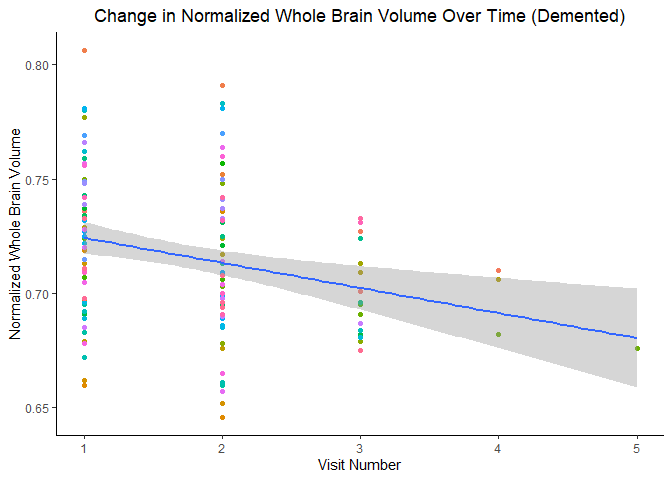 Change in Normalized Whole Brain Volume Over Time (Demented)
Normalized Whole Brain Volume
0.80
0.75
0.70
0.65
1 2 3 4 5
Visit Number